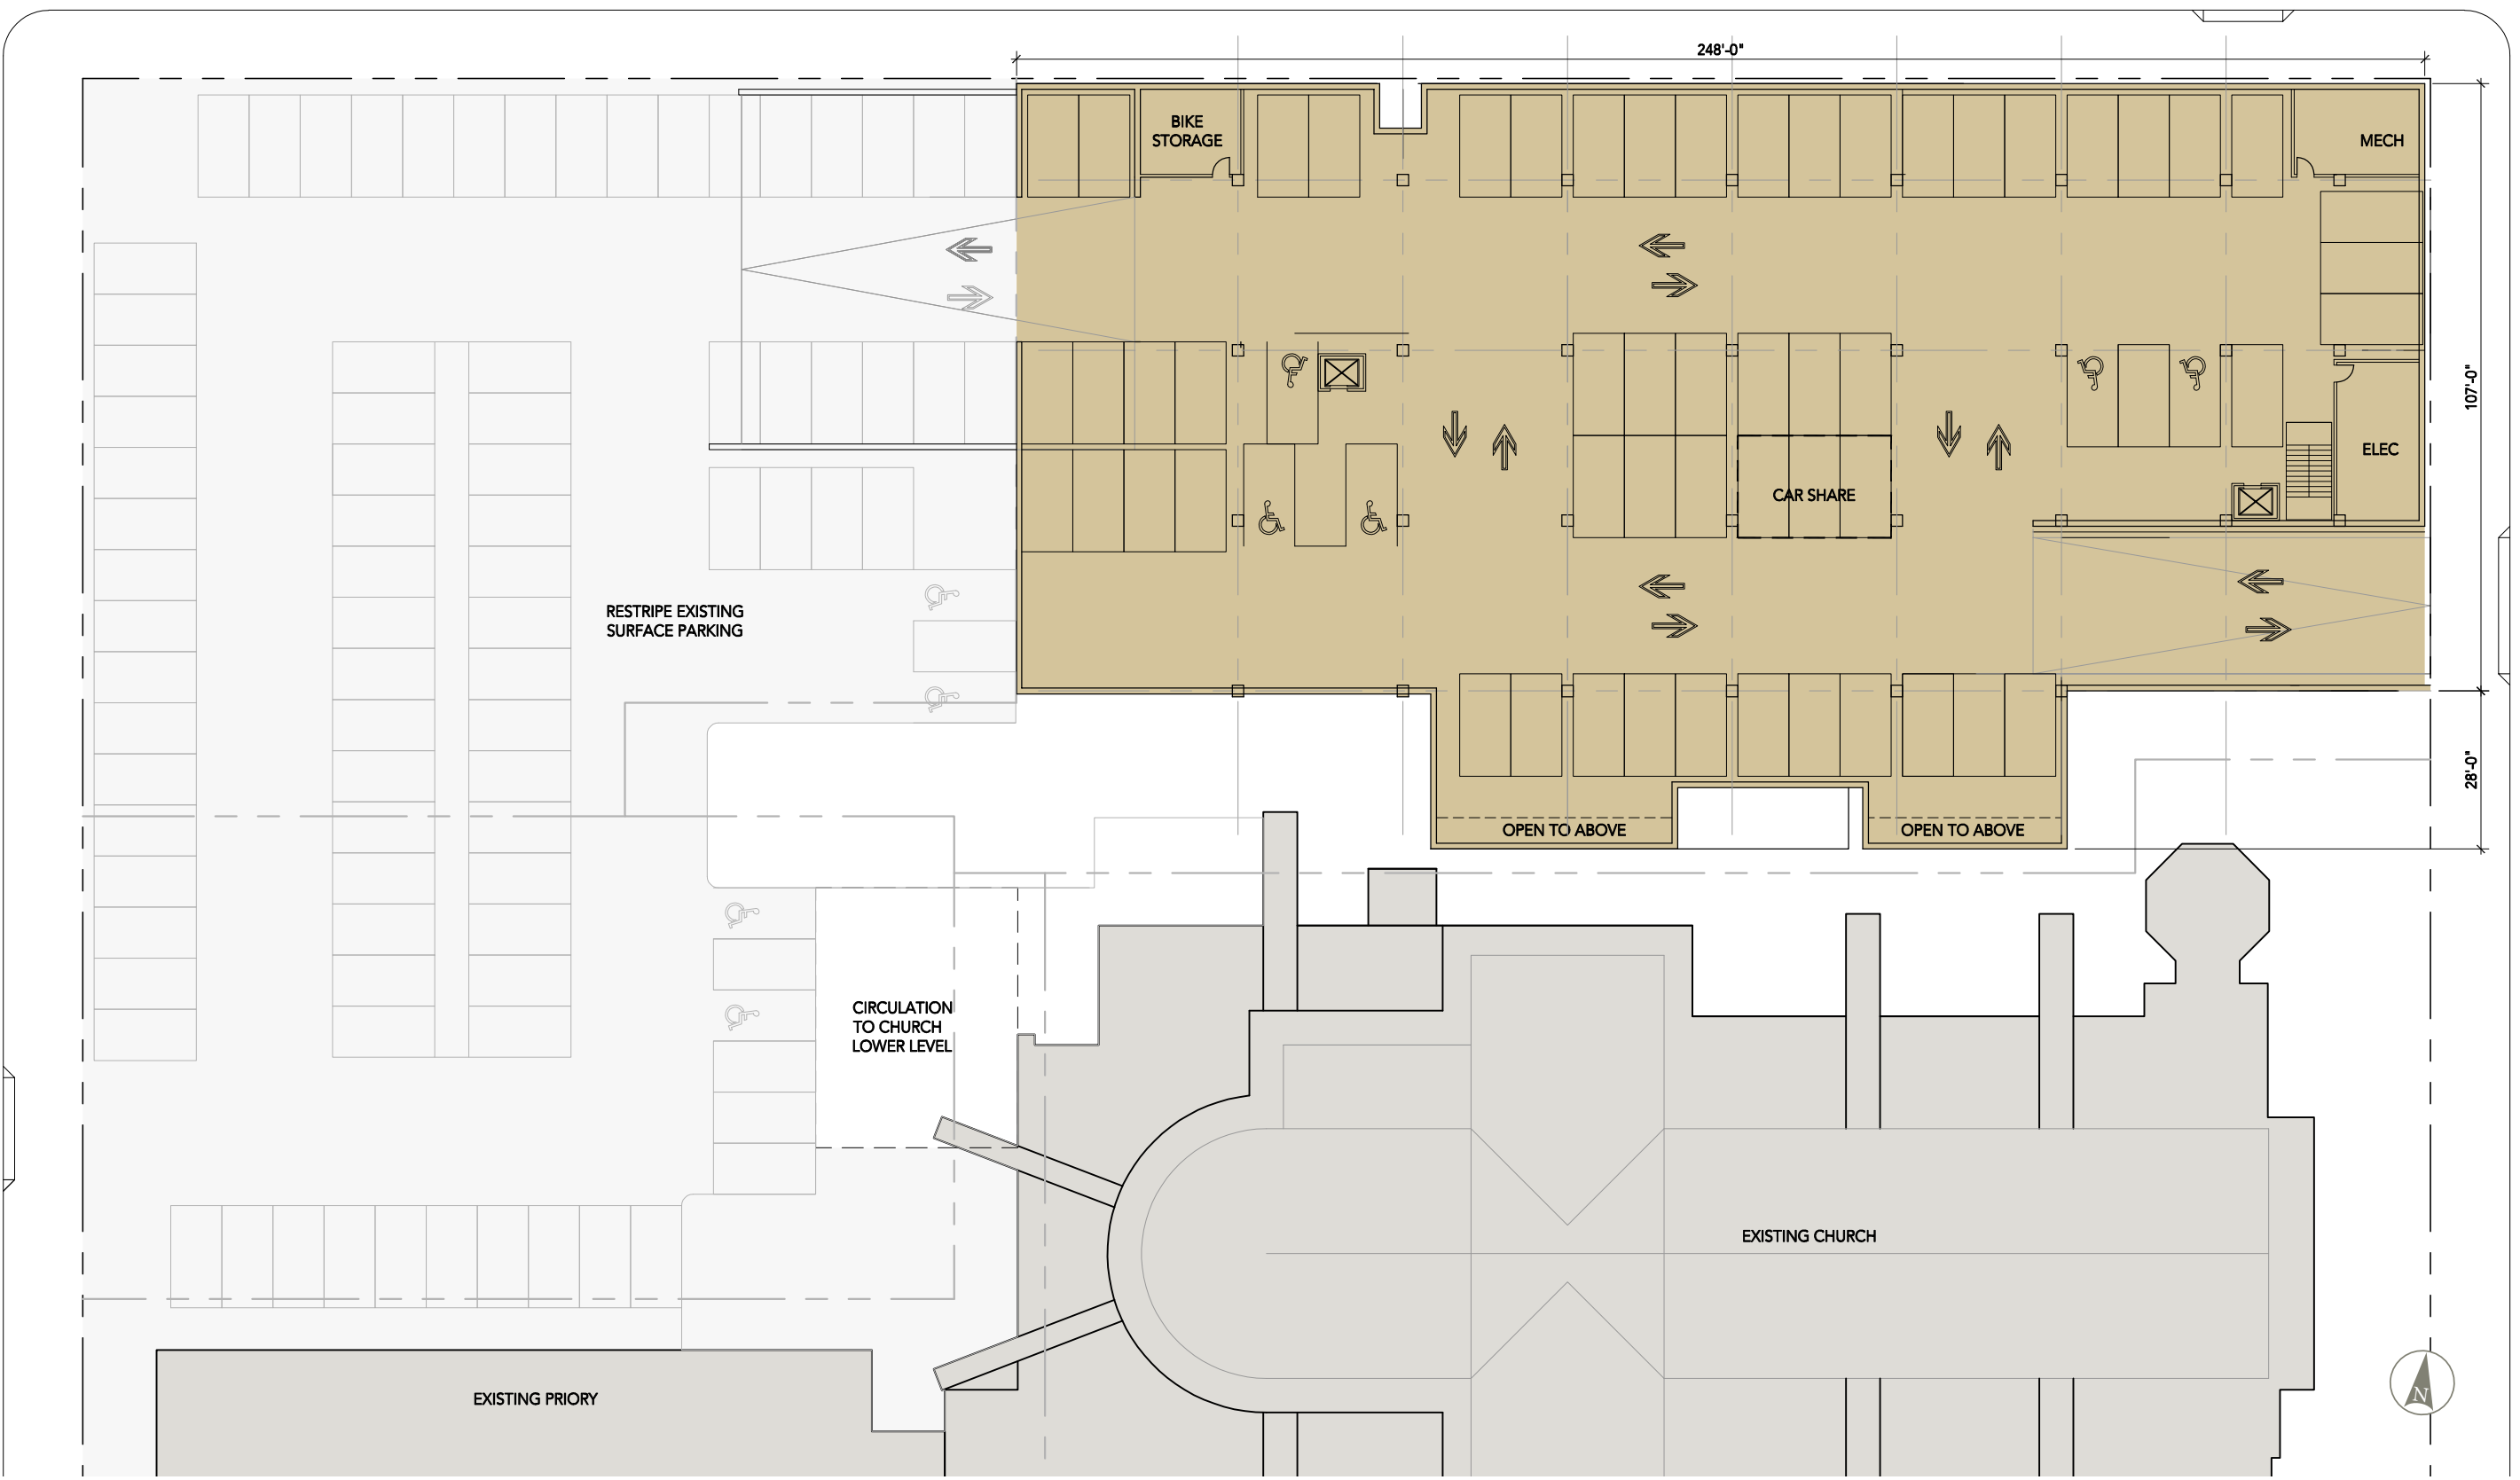 248'-0"
BIKE
STORAGE
MECH
107'-0"
ELEC
CAR SHARE
RESTRIPE EXISTING
SURFACE PARKING
28'-0"
OPEN TO ABOVE
OPEN TO ABOVE
CIRCULATION
TO CHURCH
LOWER LEVEL
EXISTING CHURCH
EXISTING PRIORY
N